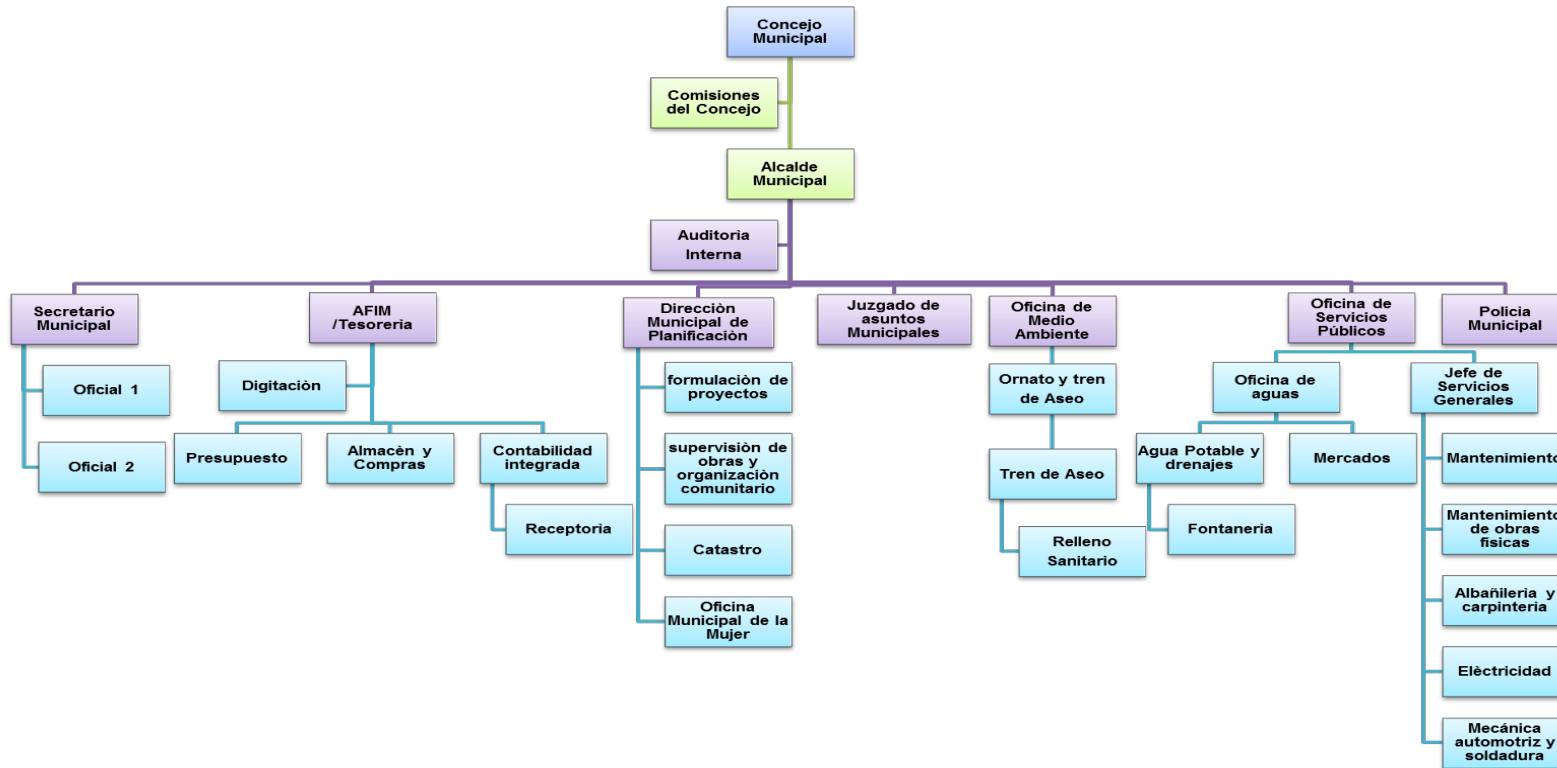 Concejo
Municipal
Comisiones
del Concejo
Alcalde
Municipal
Auditoria
Interna
Secretario
Municipal
AFIM
/Tesoreria
Direcciòn
Municipal de
Planificaciòn
Juzgado de
asuntos
Municipales
Oficina de
Medio
Ambiente
Oficina de
Servicios
Públicos
Policia
Municipal
Oficial 1
Oficial 2
Digitaciòn
Presupuesto
Almacèn y
Compras
Contabilidad
integrada
Receptoria
formulaciòn de
proyectos
supervisiòn de
obras y
organización
comunitario
Catastro
Oficina
Municipal de la
Mujer
Ornato y tren
de Aseo
Tren de Aseo
Relleno
Sanitario
Oficina de
aguas
Agua Potable y
drenajes
Fontaneria
Mercados
Jefe de
Servicios
Generales
Mantenimiento
Mantenimiento
de obras
fisicas
Albañileria y
carpinteria
Elèctricidad
Mecánica
automotriz y
soldadura